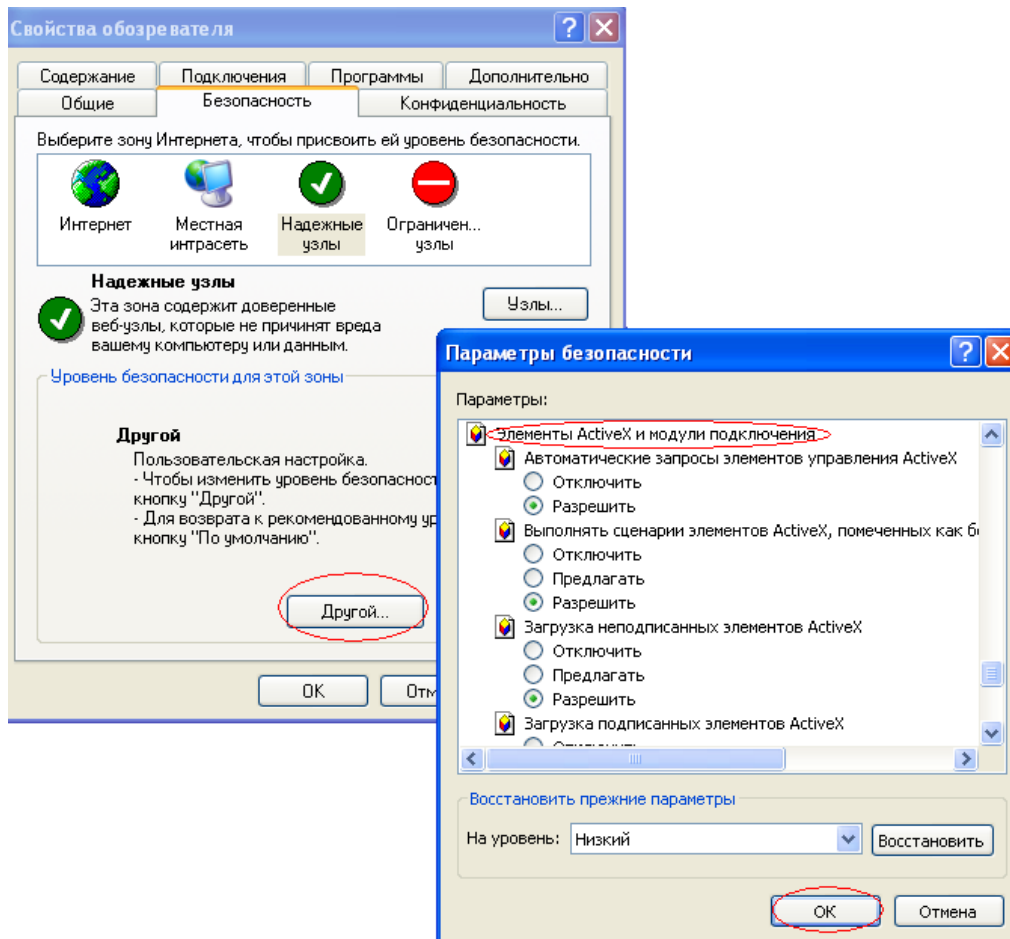 Свойства обозревателя
Содержание Подключения Программы Дополнительно
Общие Безопасность Конфиденциальность
Выберите зону Интернета, чтобы присвоить ей уровень безопасности.
Интернет
Местная интрасеть
Надежные узлы
Ограничен... узлы
Надежные узлы
Эта зона содержит доверенные
веб-узлы, которые не причинят вреда
вашему компьютеру или данным.
Узлы...
Уровень безопасности для этой зоны
Другой
Пользовательская настройка.
- Чтобы изменить уровень безопасност
кнопку "Другой".
- Для возврата к рекомендованному ур
кнопку "По умолчанию".
Другой...
ОК Отм
Параметры безопасности
Параметры:
Элементы ActiveX и модули подключения
Автоматические запросы элементов управления ActiveX
Отключить
Разрешить
Выполнять сценарии элементов ActiveX, помеченных как б
Отключить
Предлагать
Разрешить
Загрузка неподписанных элементов ActiveX
Отключить
Предлагать
Разрешить
Загрузка подписанных элементов ActiveX
Восстановить прежние параметры
На уровень: Низкий Восстановить
ОК Отмена